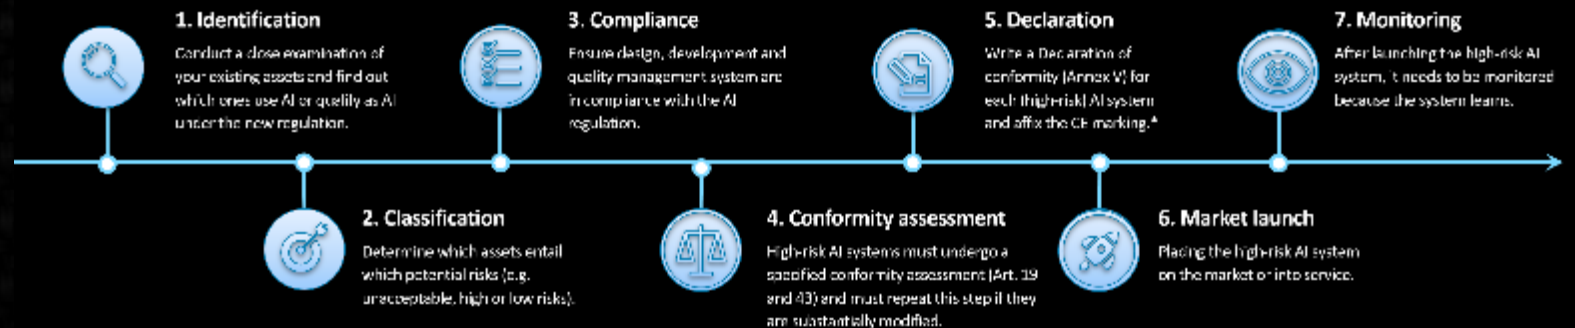 1. Identification
Conduct a close examination of
your existing assets and find out
which ones use AI or qualify as AI
under the new regulation.
2. Classification
Determine which assets entail
which potential risks (e.g.
unacceptable, high or low risks).
3. Compliance
Ensure design, development and
quality management system are
in compliance with the AI
regulation.
4. Conformity assessment
High-risk AI systems must undergo a
specified conformity assessment (Art. 19
and 43) and must repeat this step if they
are substantially modified.
5. Declaration
Write a Declaration of
conformity (Annex V) for
each (high-risk) AI system
and affix the CE marking.*
6. Market launch
Placing the high-risk AI system
on the market or into service.
7. Monitoring
After launching the high-risk AI
system, it needs to be monitored
because the system learns.